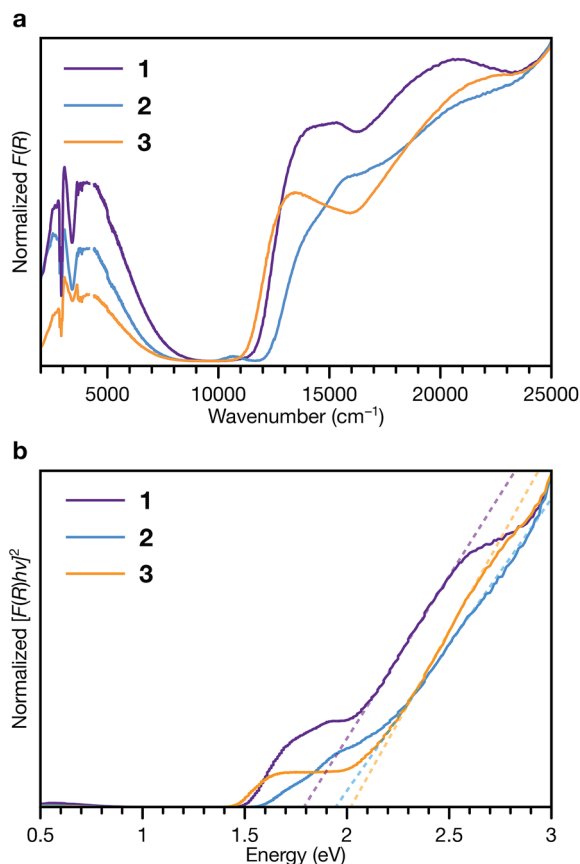 a
Normalized F(R)
1
2
3
5000 10000 15000 20000 25000
Wavenumber (cm⁻¹)
b
Normalized [F(R)hν]²
1
2
3
0.5 1 1.5 2 2.5 3
Energy (eV)